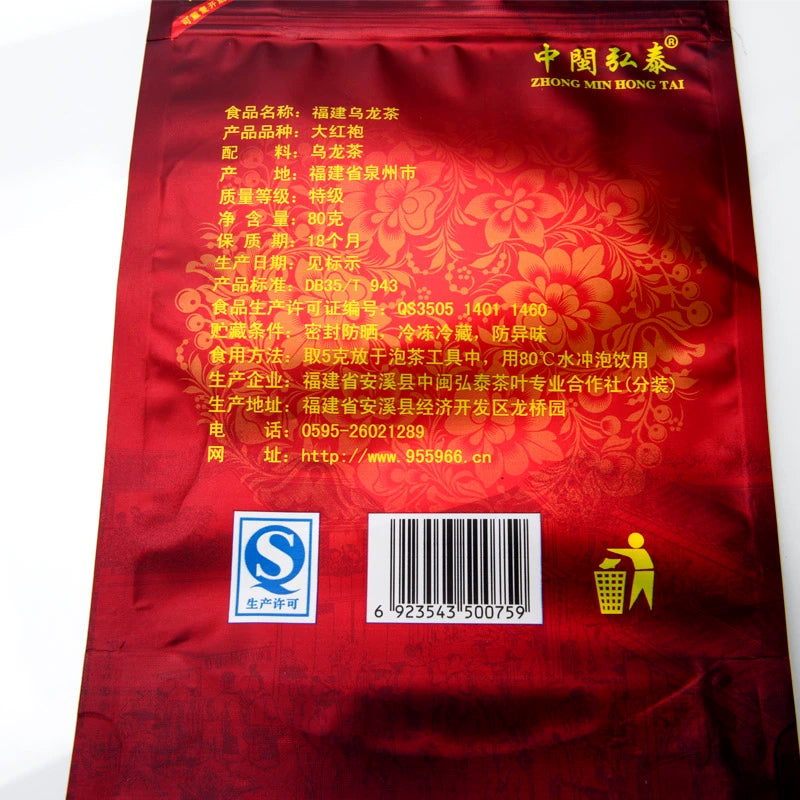 可重复开
中閩弘泰®
ZHONG MIN HONG TAI
食品名称：福建乌龙茶
产品品种：大红袍
配 料：乌龙茶
产 地：福建省泉州市
质量等级：特级
净 含 量：80克
保 质 期：18个月
生产日期：见标示
产品标准：DB35/T 943
食品生产许可证编号：QS3505 1401 1460
贮藏条件：密封防晒，冷冻冷藏，防异味
食用方法：取5克放于泡茶工具中，用80℃水冲泡饮用
生产企业：福建省安溪县中闽弘泰茶叶专业合作社(分装)
生产地址：福建省安溪县经济开发区龙桥园
电 话：0595-26021289
网 址：http://www.955966.cn
QS
生产许可
6 923543 500759